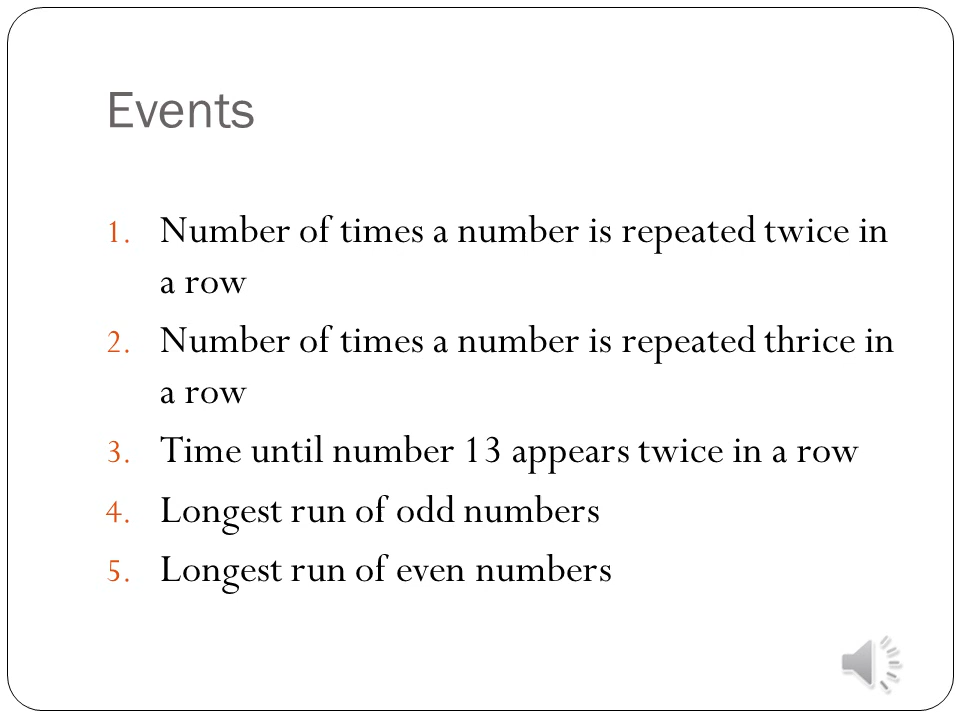 Events
1. Number of times a number is repeated twice in
a row
2. Number of times a number is repeated thrice in
a row
3. Time until number 13 appears twice in a row
4. Longest run of odd numbers
5. Longest run of even numbers